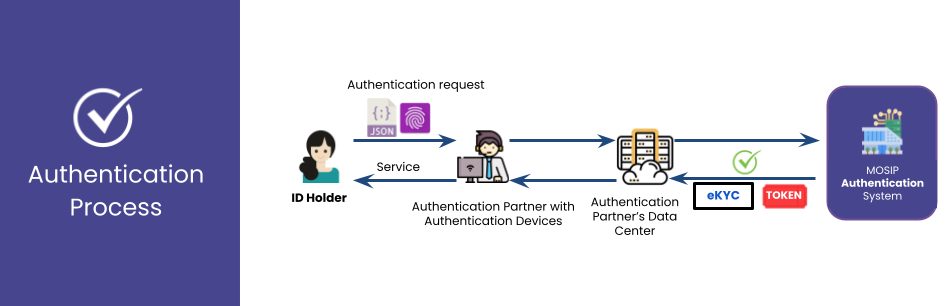 Authentication
Process
Authentication request
{;}
JSON
Service
ID Holder
Authentication Partner with
Authentication Devices
Authentication
Partner's Data
Center
eKYC
TOKEN
MOSIP
Authentication
System